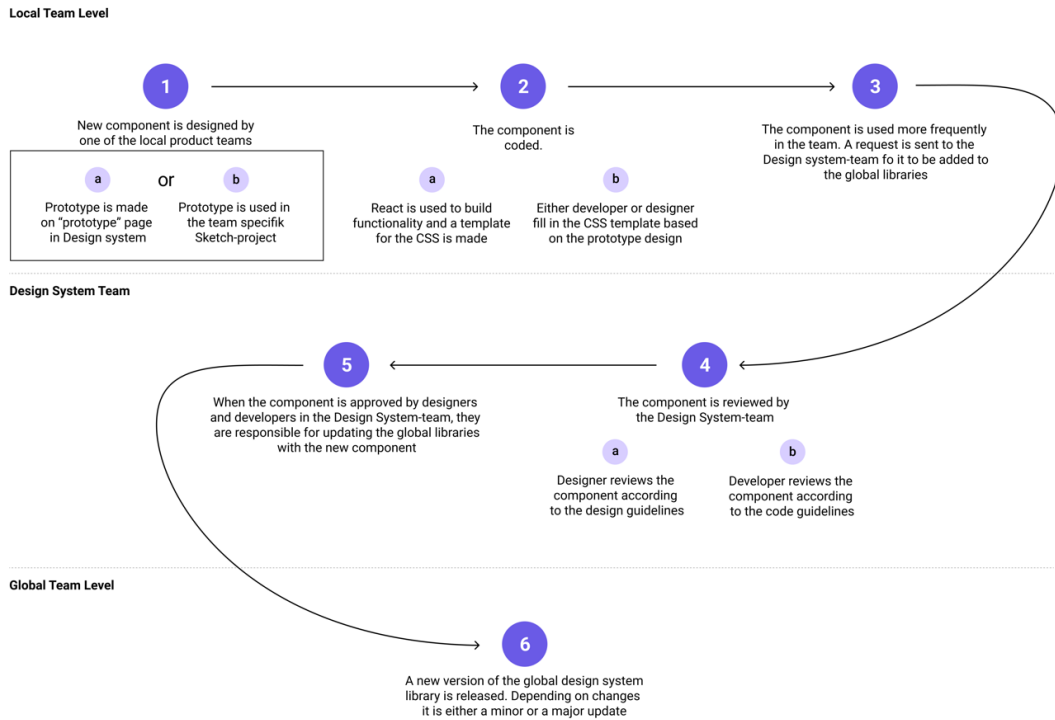 Local Team Level
1
New component is designed by
one of the local product teams
a
or
b
Prototype is made
on “prototype” page
in Design system
Prototype is used in
the team specifik
Sketch-project
2
The component is
coded.
a
React is used to build
functionality and a template
for the CSS is made
b
Either developer or designer
fill in the CSS template based
on the prototype design
3
The component is used more frequently
in the team. A request is sent to the
Design system-team fo it to be added to
the global libraries
Design System Team
4
The component is reviewed by
the Design System-team
a
Designer reviews the
component according
to the design guidelines
b
Developer reviews the
component according
to the code guidelines
5
When the component is approved by designers
and developers in the Design System-team, they
are responsible for updating the global libraries
with the new component
Global Team Level
6
A new version of the global design system
library is released. Depending on changes
it is either a minor or a major update